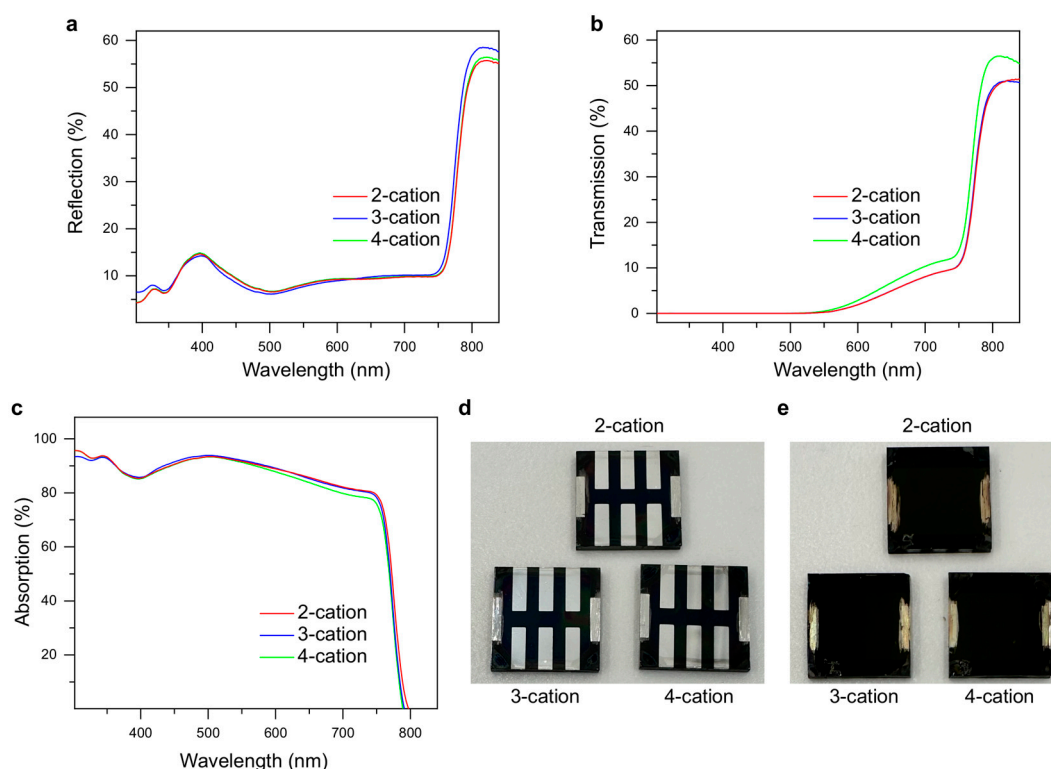 a
Reflection (%)
60
50
40
30
20
10
2-cation
3-cation
4-cation
400
500
600
700
800
Wavelength (nm)
b
Transmission (%)
60
50
40
30
20
10
0
2-cation
3-cation
4-cation
400
500
600
700
800
Wavelength (nm)
c
Absorption (%)
100
80
60
40
20
2-cation
3-cation
4-cation
400
500
600
700
800
Wavelength (nm)
d
2-cation
3-cation
4-cation
e
2-cation
3-cation
4-cation